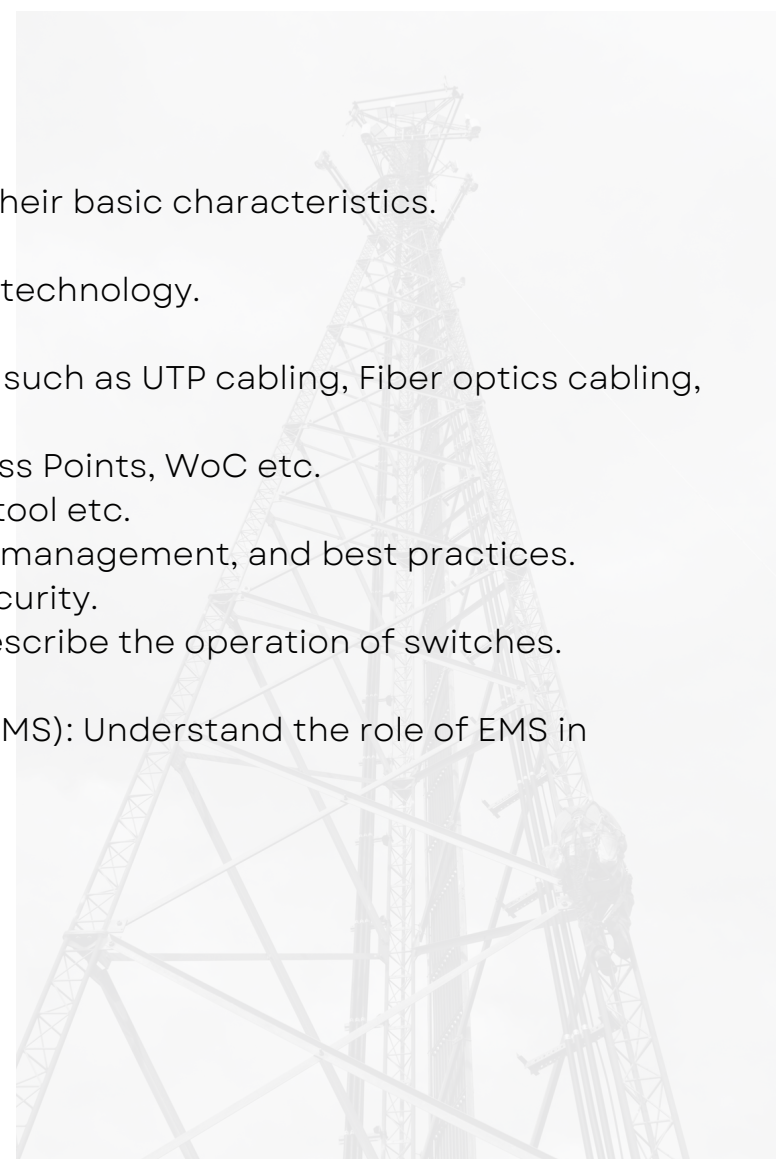 heir basic characteristics.
technology.
such as UTP cabling, Fiber optics cabling,
ss Points, WoC etc.
tool etc.
management, and best practices.
curity.
escribe the operation of switches.
MS): Understand the role of EMS in